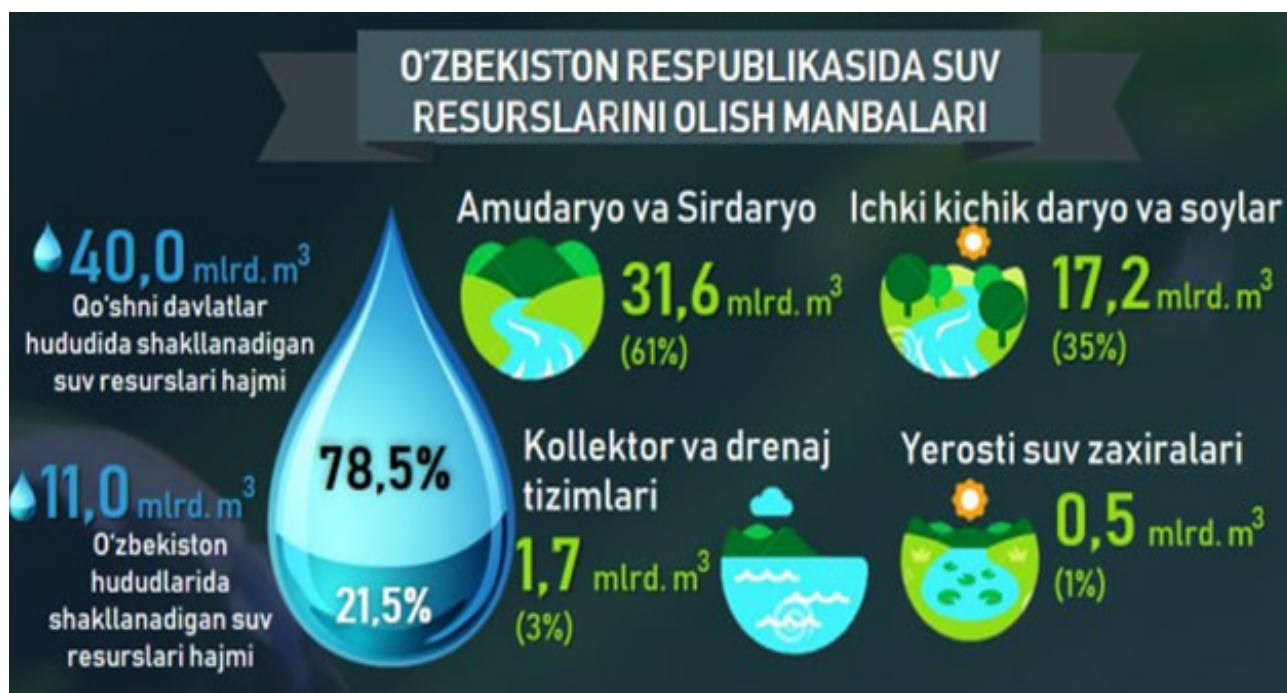 O‘ZBEKISTON RESPUBLIKASIDA SUV
RESURSLARINI OLISH MANBALARI
40,0 mlrd. m³
Qo‘shni davlatlar
hududida shakllanadigan
suv resurslari hajmi
11,0 mlrd. m³
O‘zbekiston
hududlarida
shakllanadigan suv
resurslari hajmi
78,5%
21,5%
Amudaryo va Sirdaryo
31,6 mlrd. m³
(61%)
Ichki kichik daryo va soylar
17,2 mlrd. m³
(35%)
Kollektor va drenaj
tizimlari
1,7 mlrd. m³
(3%)
Yerosti suv zaxiralari
0,5 mlrd. m³
(1%)